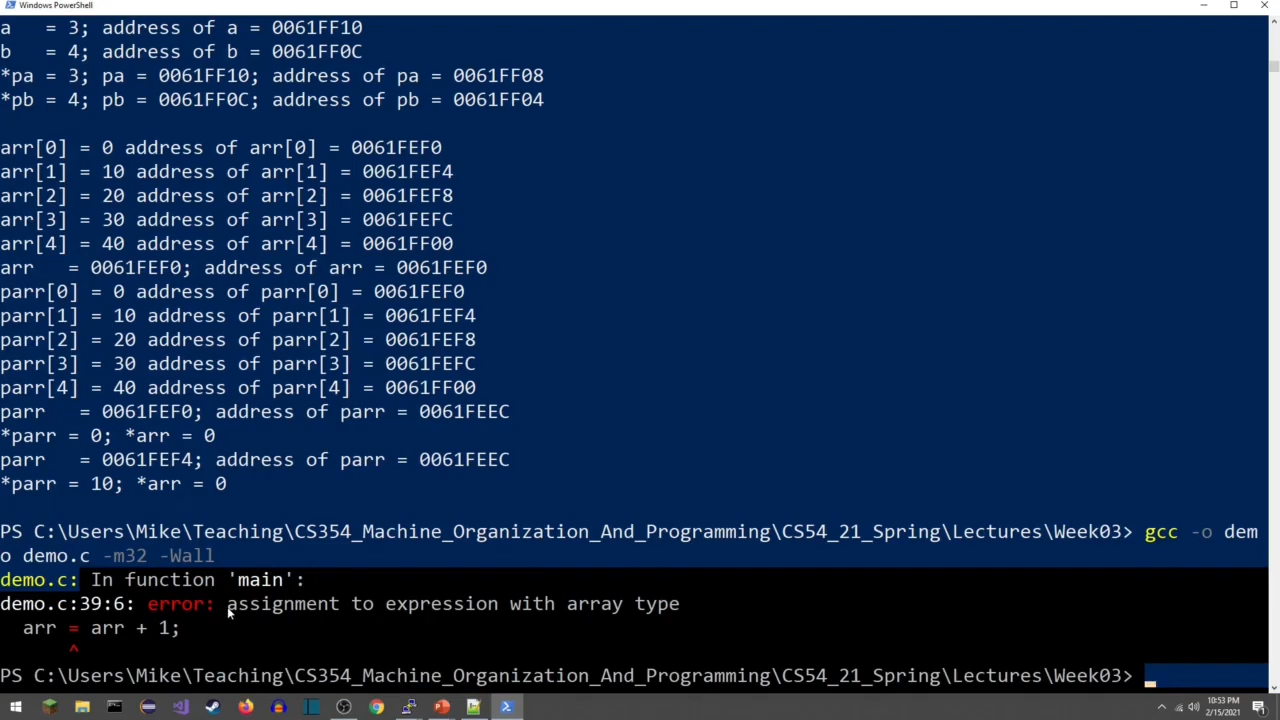 Windows PowerShell
a   = 3; address of a = 0061FF10
b   = 4; address of b = 0061FF0C
*pa = 3; pa = 0061FF10; address of pa = 0061FF08
*pb = 4; pb = 0061FF0C; address of pb = 0061FF04
arr[0] = 0 address of arr[0] = 0061FEF0
arr[1] = 10 address of arr[1] = 0061FEF4
arr[2] = 20 address of arr[2] = 0061FEF8
arr[3] = 30 address of arr[3] = 0061FEFC
arr[4] = 40 address of arr[4] = 0061FF00
arr   = 0061FEF0; address of arr = 0061FEF0
parr[0] = 0 address of parr[0] = 0061FEF0
parr[1] = 10 address of parr[1] = 0061FEF4
parr[2] = 20 address of parr[2] = 0061FEF8
parr[3] = 30 address of parr[3] = 0061FEFC
parr[4] = 40 address of parr[4] = 0061FF00
parr   = 0061FEF0; address of parr = 0061FEEC
*parr = 0; *arr = 0
parr   = 0061FEF4; address of parr = 0061FEEC
*parr = 10; *arr = 0
PS C:\Users\Mike\Teaching\CS354_Machine_Organization_And_Programming\CS54_21_Spring\Lectures\Week03> gcc -o dem
o demo.c -m32 -Wall
demo.c: In function 'main':
demo.c:39:6: error: assignment to expression with array type
  arr = arr + 1;
      ^
PS C:\Users\Mike\Teaching\CS354_Machine_Organization_And_Programming\CS54_21_Spring\Lectures\Week03>
10:53 PM
2/15/2021